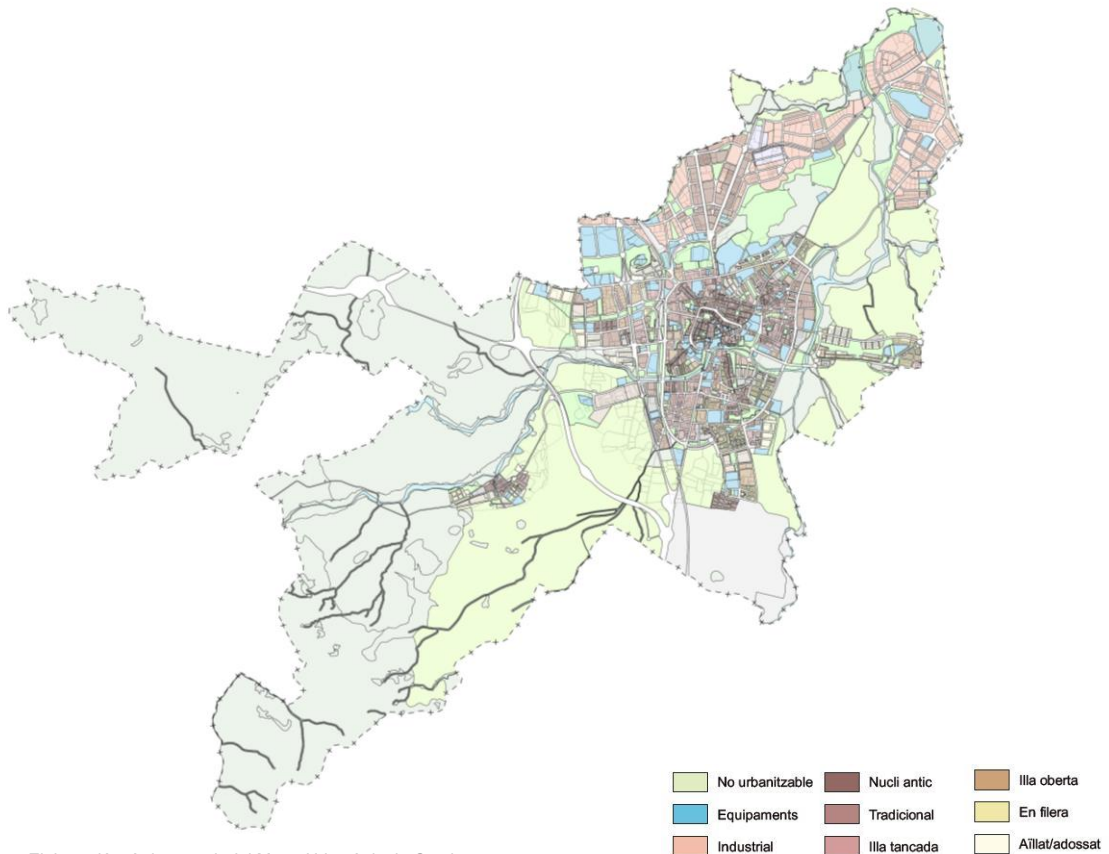 No urbanitzable
Equipaments
Industrial
Nucli antic
Tradicional
Illa tancada
Illa oberta
En filera
Aïllat/adossat